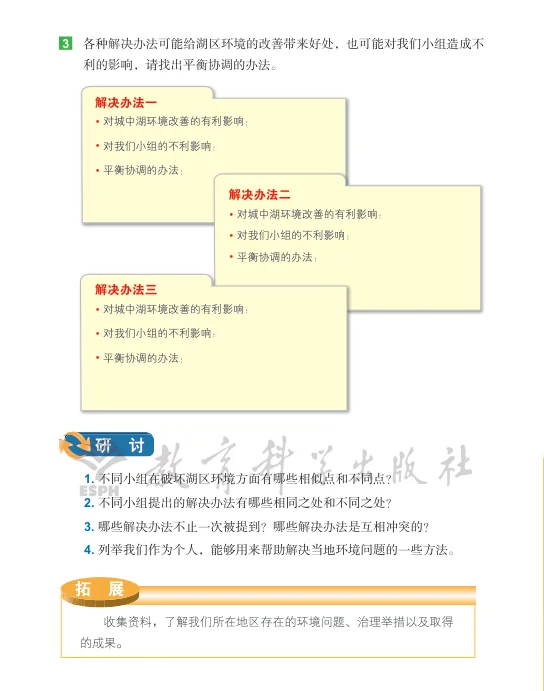 3 各种解决办法可能给湖区环境的改善带来好处，也可能对我们小组造成不
利的影响，请找出平衡协调的办法。
解决办法一
• 对城中湖环境改善的有利影响：
• 对我们小组的不利影响：
• 平衡协调的办法：
解决办法二
• 对城中湖环境改善的有利影响：
• 对我们小组的不利影响：
• 平衡协调的办法：
解决办法三
• 对城中湖环境改善的有利影响：
• 对我们小组的不利影响：
• 平衡协调的办法：
研 讨
教育科学出版社
ESPH
1. 不同小组在破坏湖区环境方面有哪些相似点和不同点？
2. 不同小组提出的解决办法有哪些相同之处和不同之处？
3. 哪些解决办法不止一次被提到？哪些解决办法是互相冲突的？
4. 列举我们作为个人，能够用来帮助解决当地环境问题的一些方法。
拓 展
收集资料，了解我们所在地区存在的环境问题、治理举措以及取得
的成果。